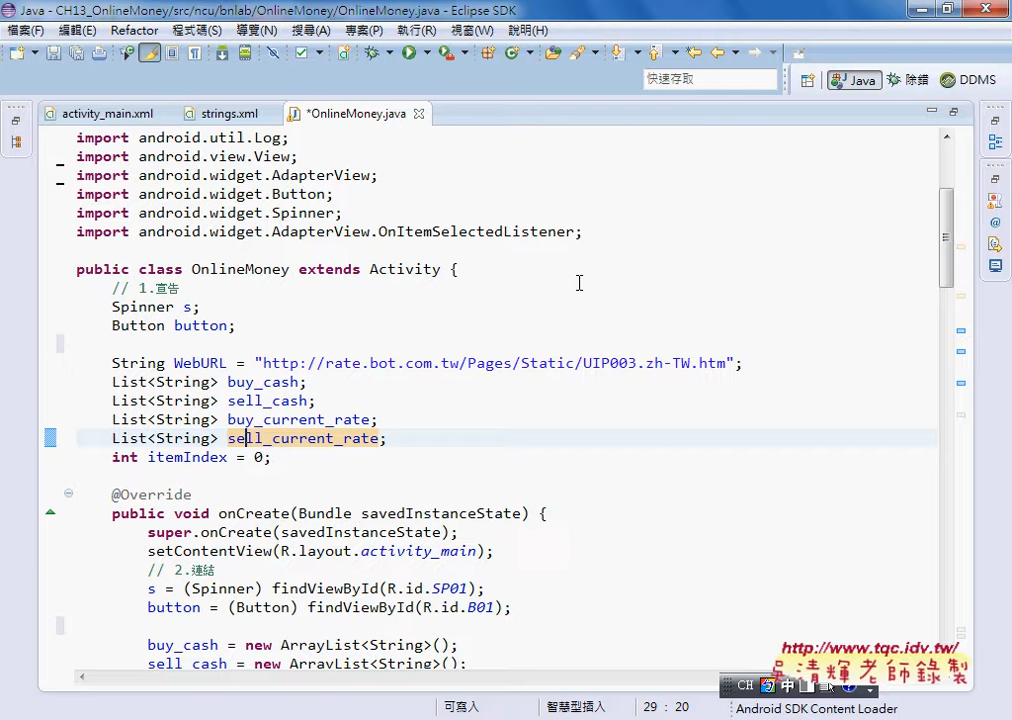 Java - CH13_OnlineMoney/src/ncu/bnlab/OnlineMoney/OnlineMoney.java - Eclipse SDK
檔案(F) 編輯(E) Refactor 程式碼(S) 導覽(N) 搜尋(A) 專案(P) 執行(R) 視窗(W) 說明(H)
快速存取 Java 除錯 DDMS
activity_main.xml strings.xml *OnlineMoney.java
import android.util.Log;
import android.view.View;
import android.widget.AdapterView;
import android.widget.Button;
import android.widget.Spinner;
import android.widget.AdapterView.OnItemSelectedListener;
public class OnlineMoney extends Activity {
// 1.宣告
Spinner s;
Button button;
String WebURL = "http://rate.bot.com.tw/Pages/Static/UIP003.zh-TW.htm";
List<String> buy_cash;
List<String> sell_cash;
List<String> buy_current_rate;
List<String> sell_current_rate;
int itemIndex = 0;
@Override
public void onCreate(Bundle savedInstanceState) {
super.onCreate(savedInstanceState);
setContentView(R.layout.activity_main);
// 2.連結
s = (Spinner) findViewById(R.id.SP01);
button = (Button) findViewById(R.id.B01);
buy_cash = new ArrayList<String>();
sell_cash = new ArrayList<String>();
http://www.tqc.idv.tw/
吳清輝老師錄製
CH 中
可寫入 智慧型插入 29 : 20 Android SDK Content Loader